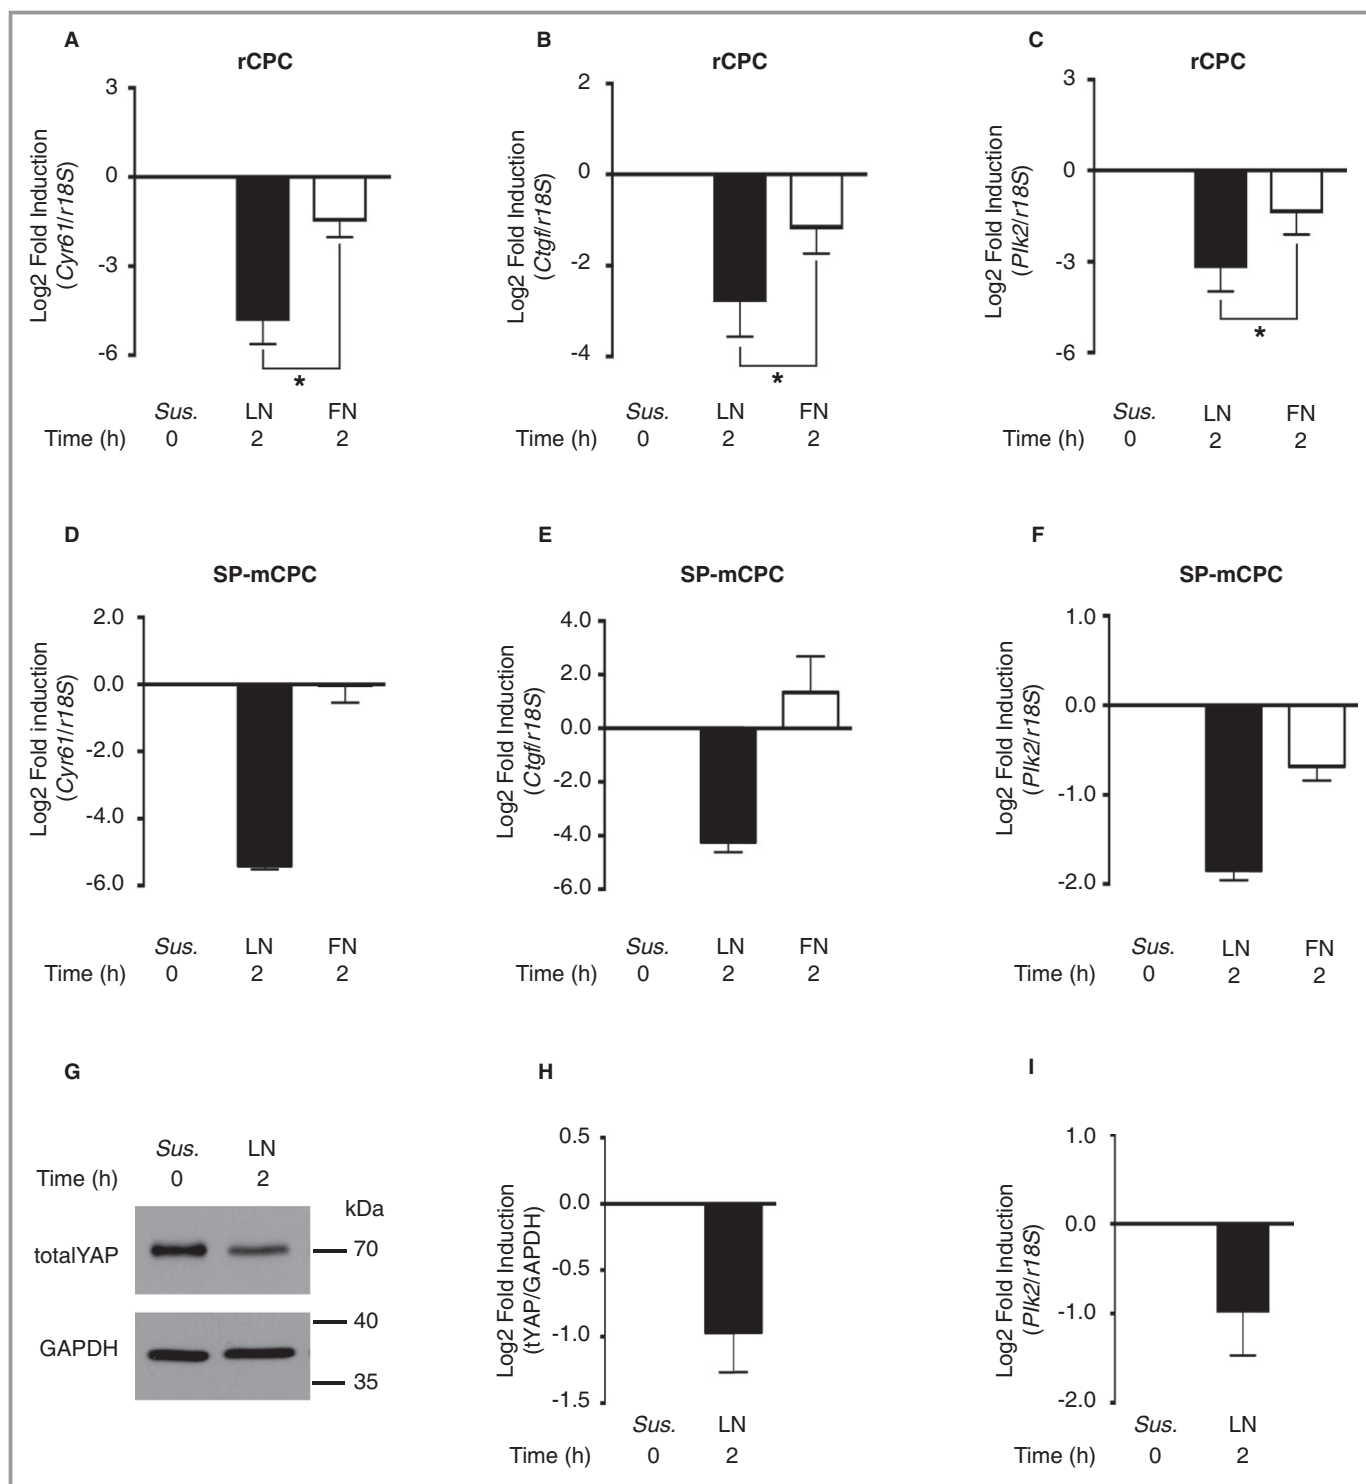 A
rCPC
Log2 Fold Induction
(Cyr61/r18S)
3
0
-3
-6
*
Sus. LN FN
Time (h) 0 2 2
B
rCPC
Log2 Fold Induction
(Ctgf/r18S)
2
0
-2
-4
*
Sus. LN FN
Time (h) 0 2 2
C
rCPC
Log2 Fold Induction
(Plk2/r18S)
3
0
-3
-6
*
Sus. LN FN
Time (h) 0 2 2
D
SP-mCPC
Log2 Fold induction
(Cyr61/r18S)
2.0
0.0
-2.0
-4.0
-6.0
Sus. LN FN
Time (h) 0 2 2
E
SP-mCPC
Log2 Fold Induction
(Ctgf/r18S)
4.0
2.0
0.0
-2.0
-4.0
-6.0
Sus. LN FN
Time (h) 0 2 2
F
SP-mCPC
Log2 Fold Induction
(Plk2/r18S)
1.0
0.0
-1.0
-2.0
Sus. LN FN
Time (h) 0 2 2
G
Sus. LN
Time (h) 0 2
kDa
totalYAP 70
40
GAPDH
35
H
Log2 Fold Induction
(tYAP/GAPDH)
0.5
0.0
-0.5
-1.0
-1.5
Sus. LN
Time (h) 0 2
I
Log2 Fold Induction
(Plk2/r18S)
1.0
0.0
-1.0
-2.0
Sus. LN
Time (h) 0 2